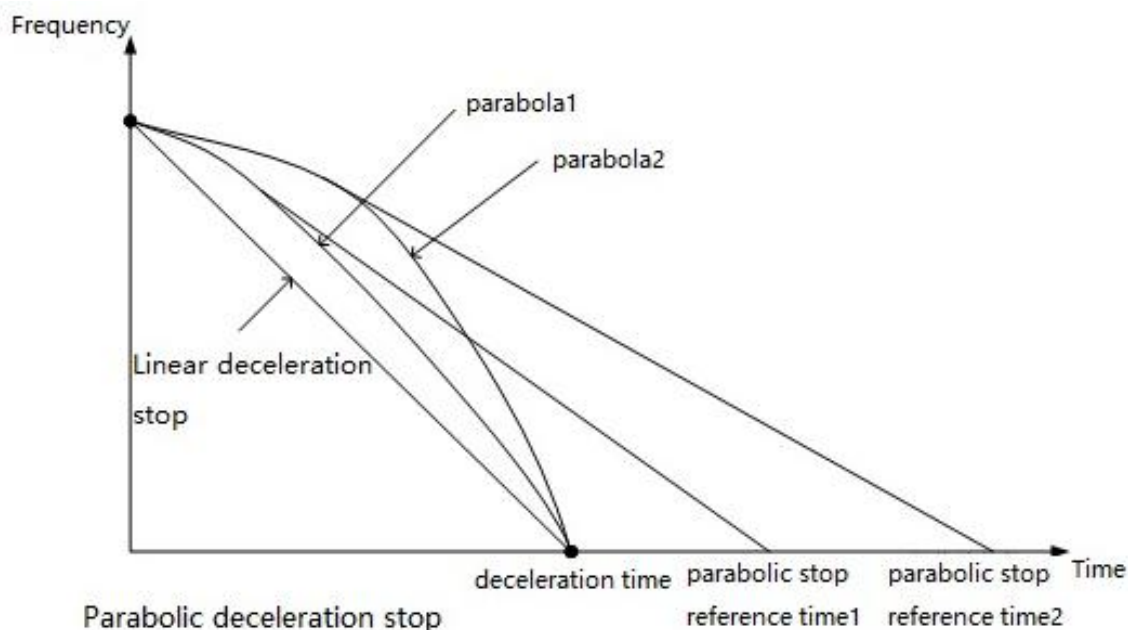 Frequency
parabola1
parabola2
Linear deceleration
stop
deceleration time
parabolic stop
reference time1
parabolic stop
reference time2
Time
Parabolic deceleration stop